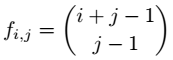 f_{i,j} = \binom{i+j-1}{j-1}